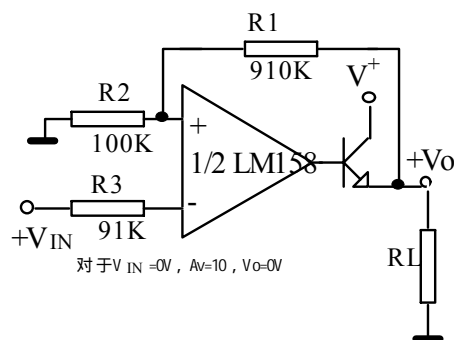 R1
910K
V+
R2
100K
+
1/2 LM158
+Vo
R3
-
91K
+VIN
RL
对于V IN =0V , Av=10 , Vo=0V